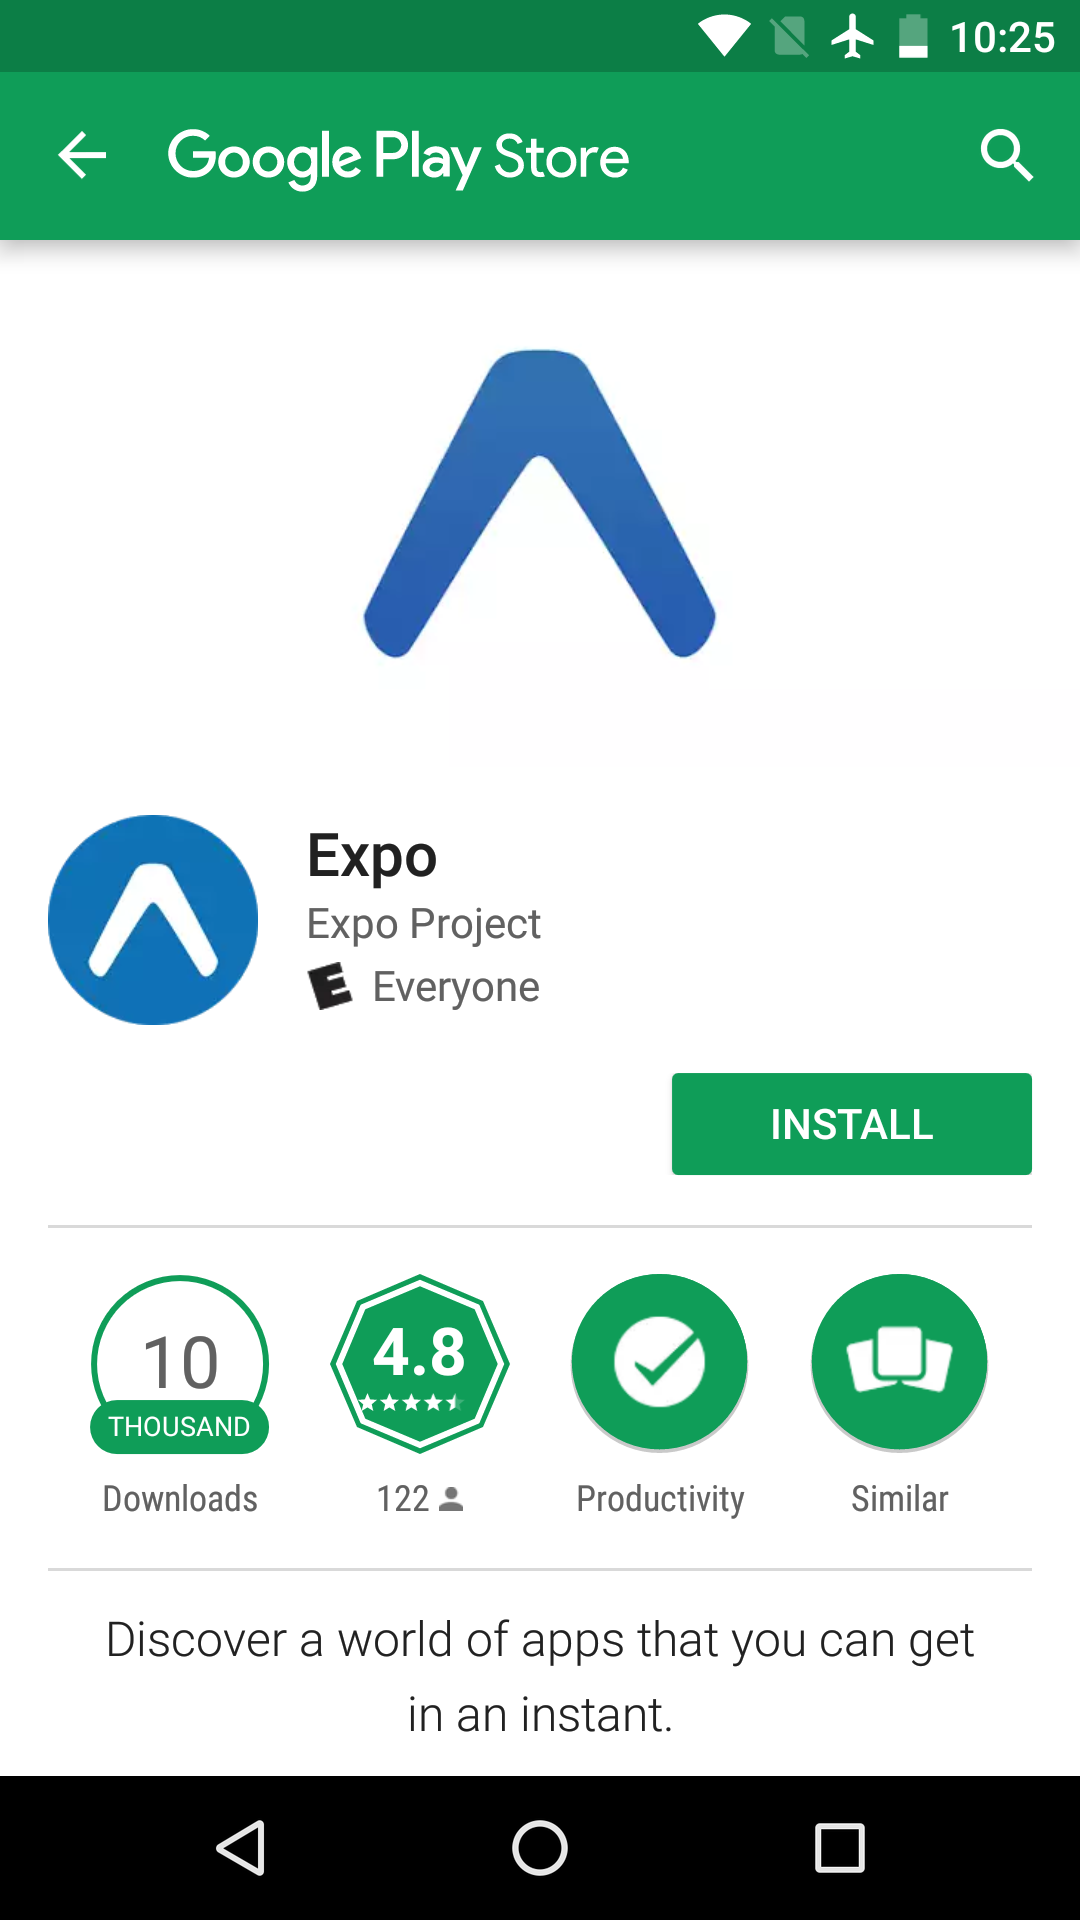 10:25
Google Play Store
Expo
Expo Project
E Everyone
INSTALL
10
THOUSAND
Downloads
4.8
122
Productivity
Similar
Discover a world of apps that you can get
in an instant.